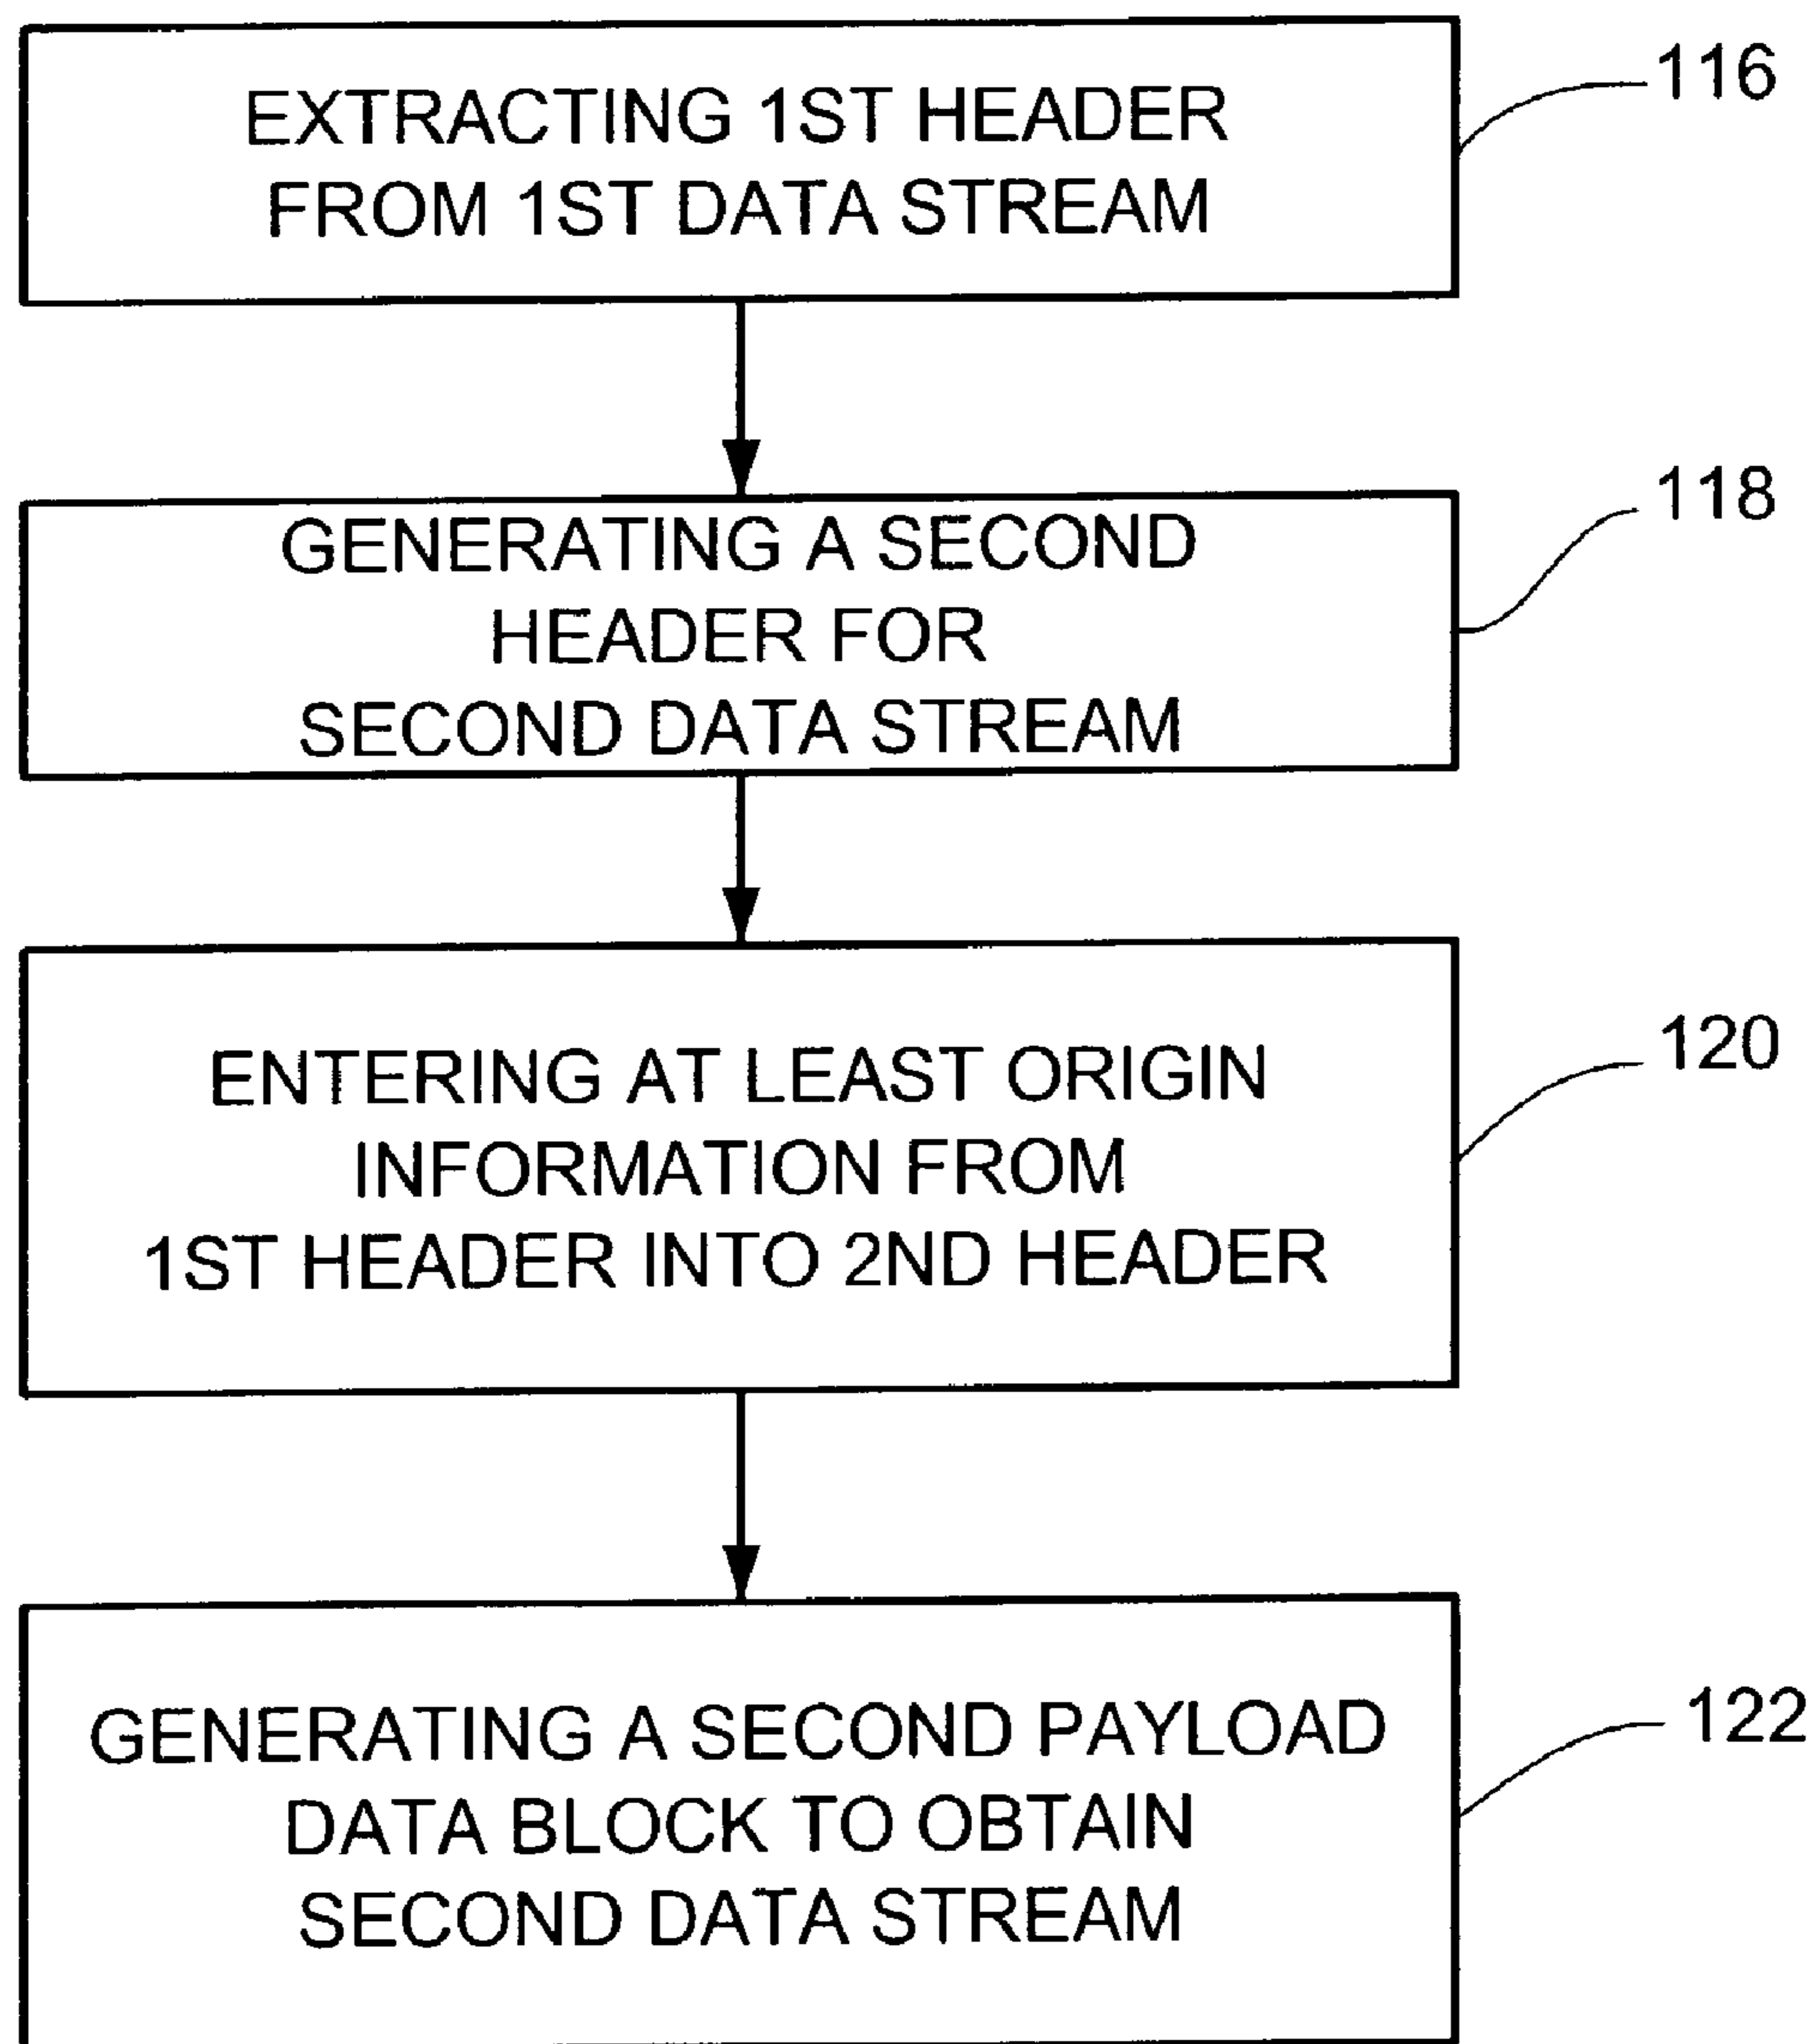 EXTRACTING 1ST HEADER
FROM 1ST DATA STREAM
116
GENERATING A SECOND
HEADER FOR
SECOND DATA STREAM
118
ENTERING AT LEAST ORIGIN
INFORMATION FROM
1ST HEADER INTO 2ND HEADER
120
GENERATING A SECOND PAYLOAD
DATA BLOCK TO OBTAIN
SECOND DATA STREAM
122